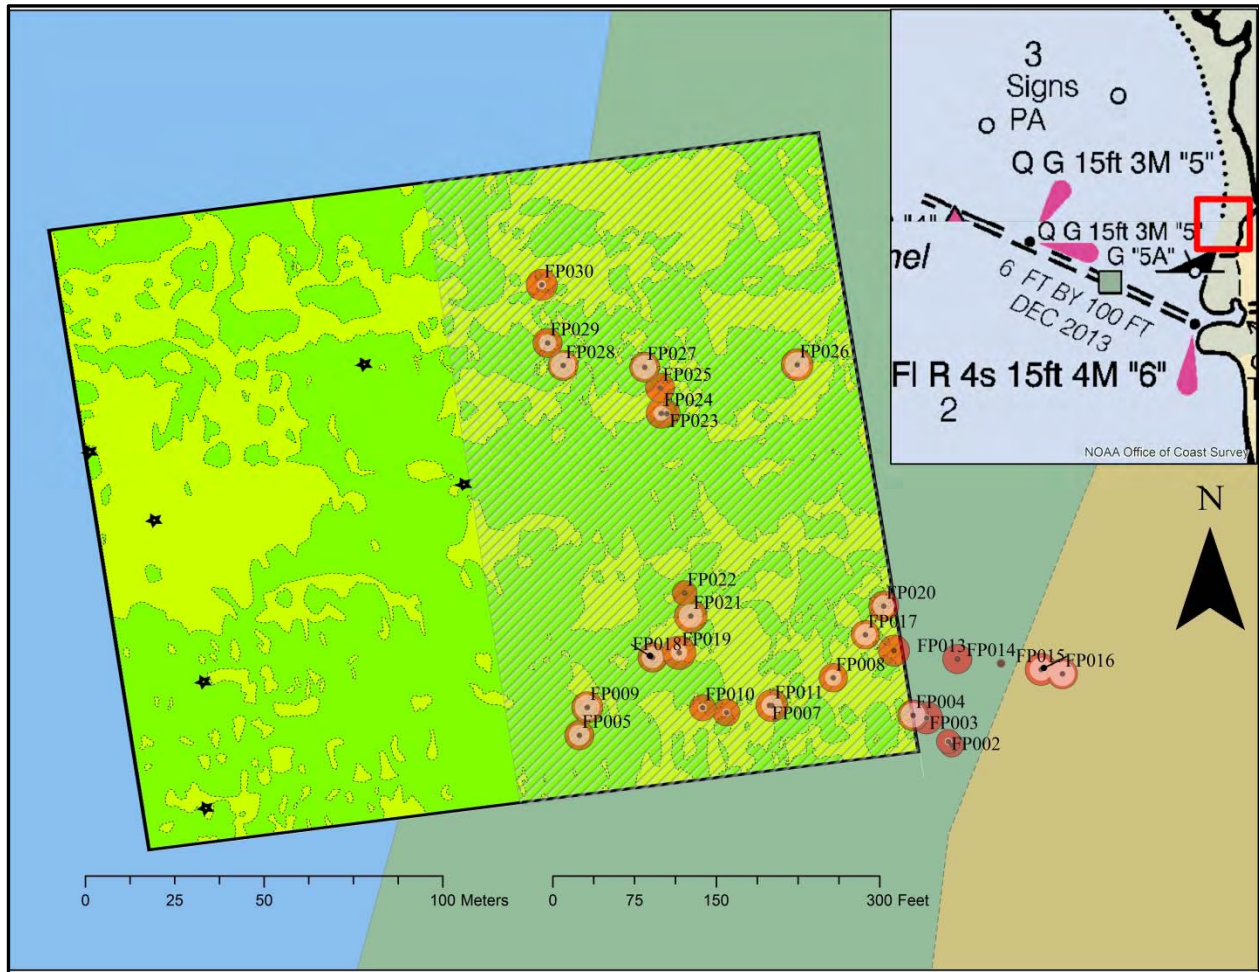 3
Signs
PA
Q G 15ft 3M "5"
Q G 15ft 3M "5"
G "5A"
nel
6 FT BY 100 FT
DEC 2013
Fl R 4s 15ft 4M "6"
2
NOAA Office of Coast Survey
N
FP030
FP029
FP028
FP027
FP026
FP025
FP024
FP023
FP022
FP021
FP020
FP017
FP018
FP019
FP013
FP014
FP015
FP016
FP008
FP009
FP010
FP011
FP007
FP004
FP005
FP003
FP002
0 25 50 100 Meters
0 75 150 300 Feet